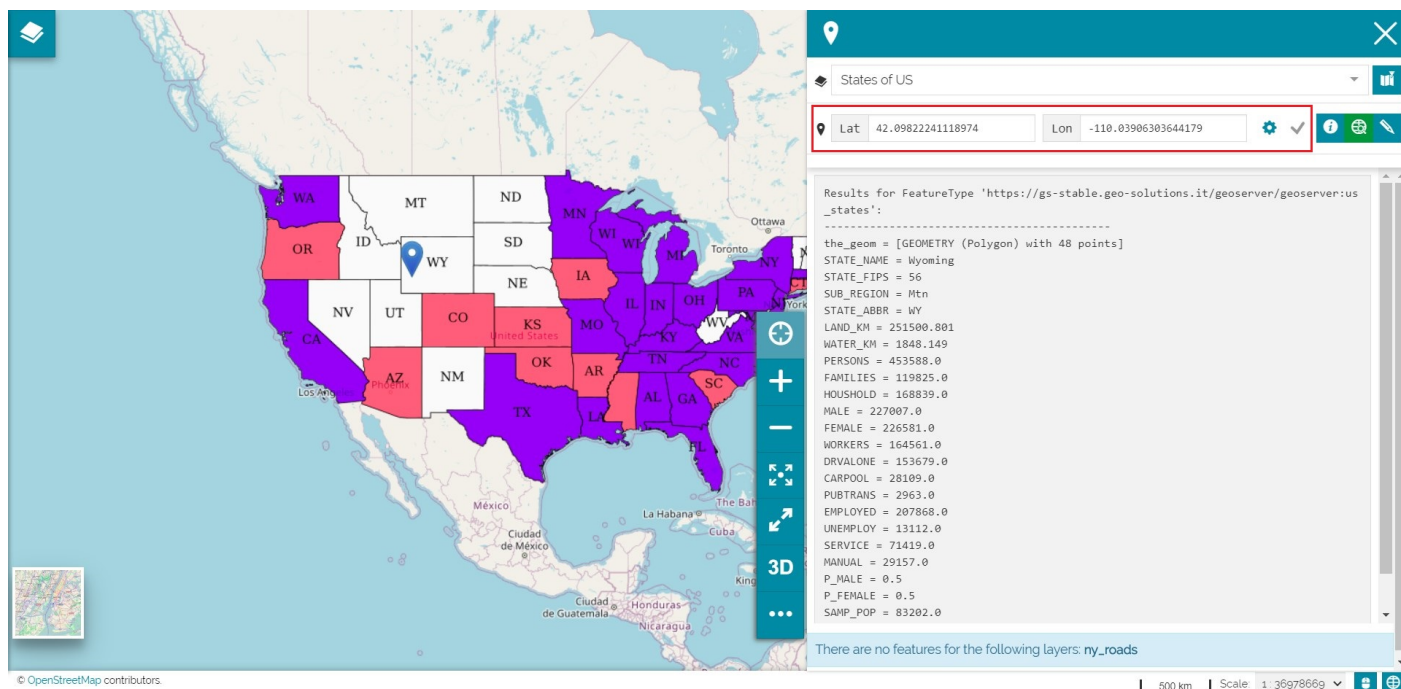 States of US
Lat 42.09822241118974 Lon -110.03906303644179
Results for FeatureType 'https://gs-stable.geo-solutions.it/geoserver/geoserver:us
_states':
--------------------------------------------
the_geom = [GEOMETRY (Polygon) with 48 points]
STATE_NAME = Wyoming
STATE_FIPS = 56
SUB_REGION = Mtn
STATE_ABBR = WY
LAND_KM = 251500.801
WATER_KM = 1848.149
PERSONS = 453588.0
FAMILIES = 119825.0
HOUSHOLD = 168839.0
MALE = 227007.0
FEMALE = 226581.0
WORKERS = 164561.0
DRVALONE = 153679.0
CARPOOL = 28109.0
PUBTRANS = 2963.0
EMPLOYED = 207868.0
UNEMPLOY = 13112.0
SERVICE = 71419.0
MANUAL = 29157.0
P_MALE = 0.5
P_FEMALE = 0.5
SAMP_POP = 83202.0
There are no features for the following layers: ny_roads
WA
MT
ND
MN
Ottawa
OR
ID
SD
WI
WI
MI
Toronto
NY
WY
IA
NE
PA
CT
NV
UT
CO
IL
IN
OH
York
KS
MO
WV
VA
United States
KY
CA
OK
TN
NC
AZ
NM
AR
SC
Phoenix
Los Ang
TX
LA
AL
GA
FL
México
La Habana
The Bah
Cuba
Ciudad
de México
King
Ciudad
de Guatemala
Honduras
Nicaragua
3D
© OpenStreetMap contributors.
500 km
Scale: 1 : 36978669